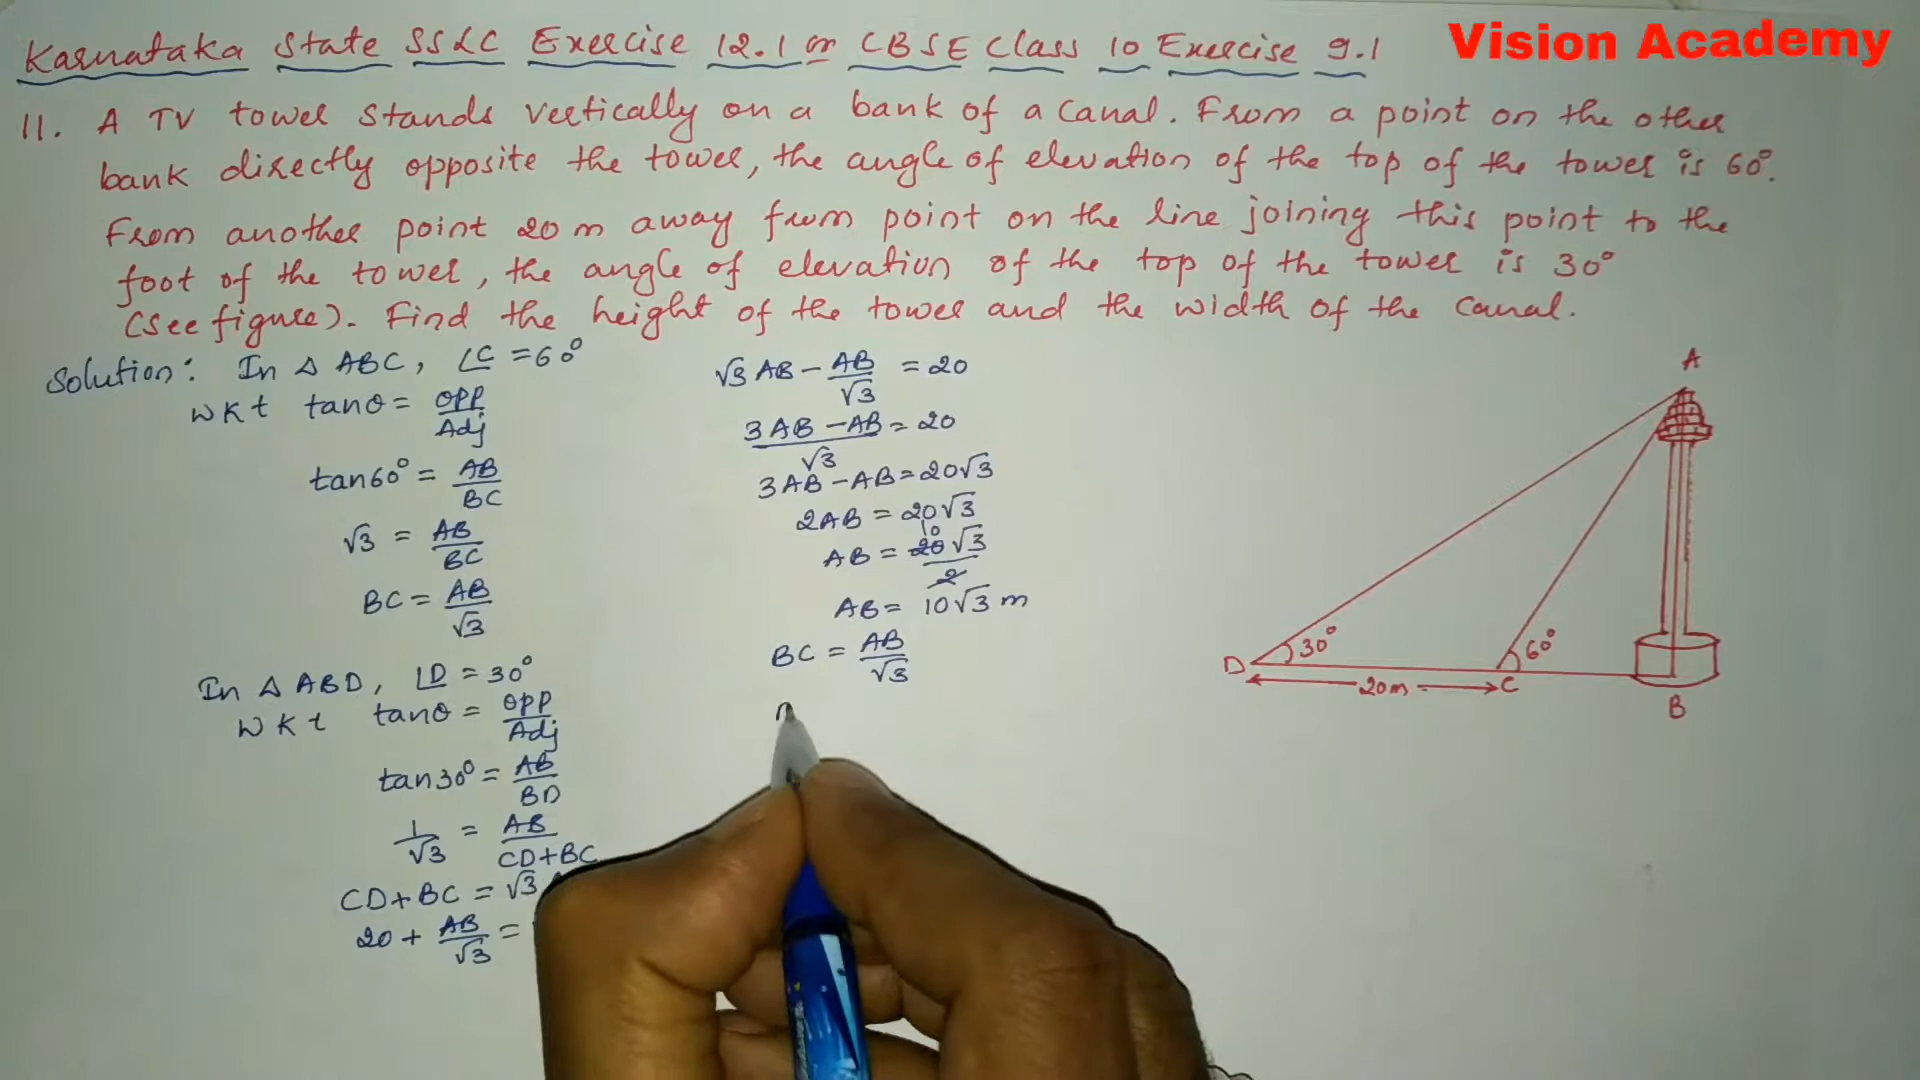 Karnataka State SSLC Exercise 12.1 or CBSE Class 10 Exercise 9.1
Vision Academy
11. A TV tower stands vertically on a bank of a canal. From a point on the other
bank directly opposite the tower, the angle of elevation of the top of the tower is 60°.
From another point 20 m away from point on the line joining this point to the
foot of the tower, the angle of elevation of the top of the tower is 30°
(see figure). Find the height of the tower and the width of the canal.
Solution: In △ ABC, ∠C = 60°
WKt tanθ = Opp/Adj
tan60° = AB/BC
√3 = AB/BC
BC = AB/√3
In △ ABD, ∠D = 30°
WKt tanθ = Opp/Adj
tan30° = AB/BD
1/√3 = AB/CD+BC
CD+BC = √3
20 + AB/√3 =
√3 AB - AB/√3 = 20
3AB - AB/√3 = 20
3AB - AB = 20√3
2AB = 20√3
10
AB = 20√3/2
AB = 10√3 m
BC = AB/√3
A
30°
60°
D
20m
C
B